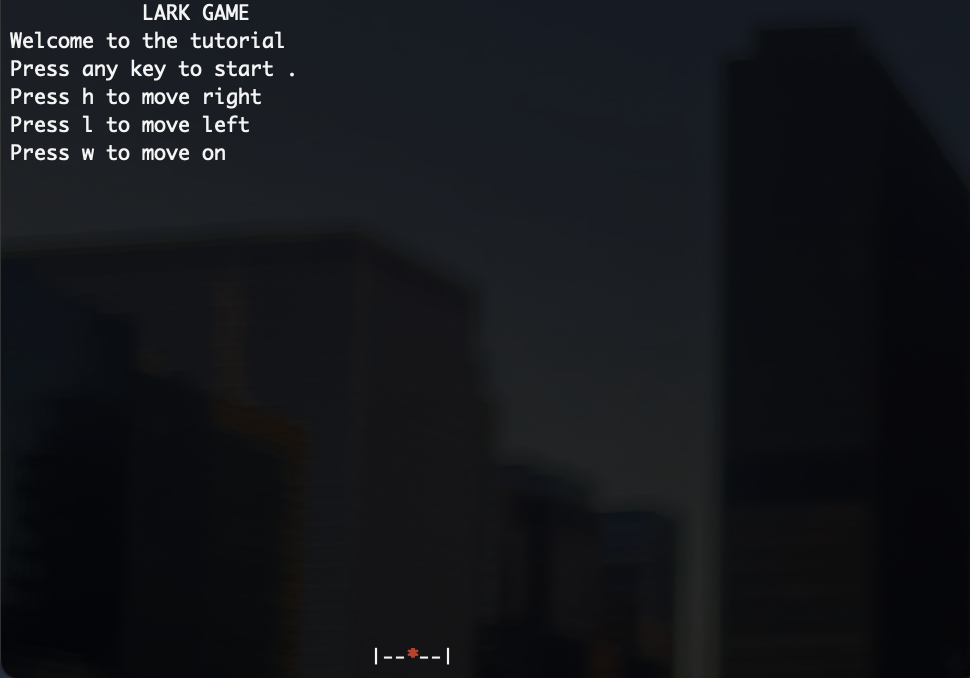 LARK GAME
Welcome to the tutorial
Press any key to start .
Press h to move right
Press l to move left
Press w to move on
|--*--|